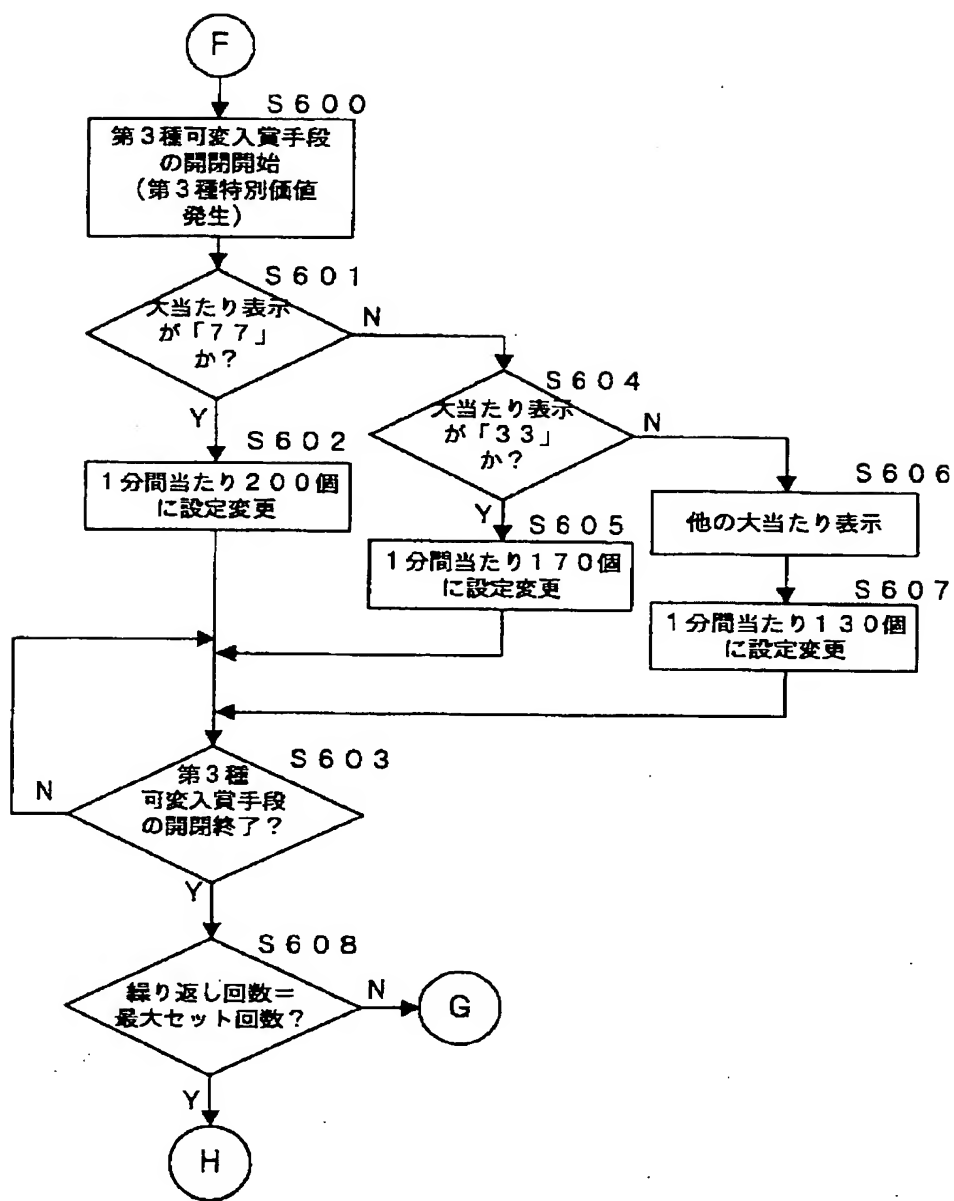 F
S600
第3種可変入賞手段
の開閉開始
(第3種特別価値
発生)
S601
大当たり表示
が「77」
か?
N
Y
S604
大当たり表示
が「33」
か?
N
Y
S602
1分間当たり200個
に設定変更
S605
1分間当たり170個
に設定変更
S606
他の大当たり表示
S607
1分間当たり130個
に設定変更
S603
第3種
可変入賞手段
の開閉終了?
N
Y
S608
繰り返し回数=
最大セット回数?
N
G
Y
H